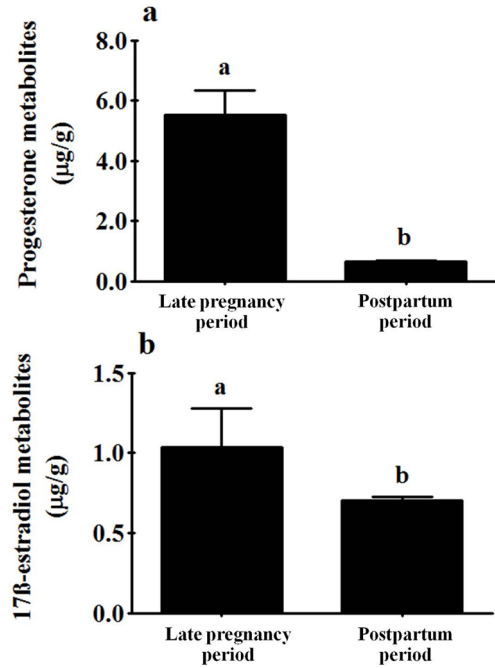 a
Progesterone metabolites
(µg/g)
8.0
6.0
4.0
2.0
0.0
a
b
Late pregnancy
period
Postpartum
period
b
17ß-estradiol metabolites
(µg/g)
1.5
1.0
0.5
0.0
a
b
Late pregnancy
period
Postpartum
period